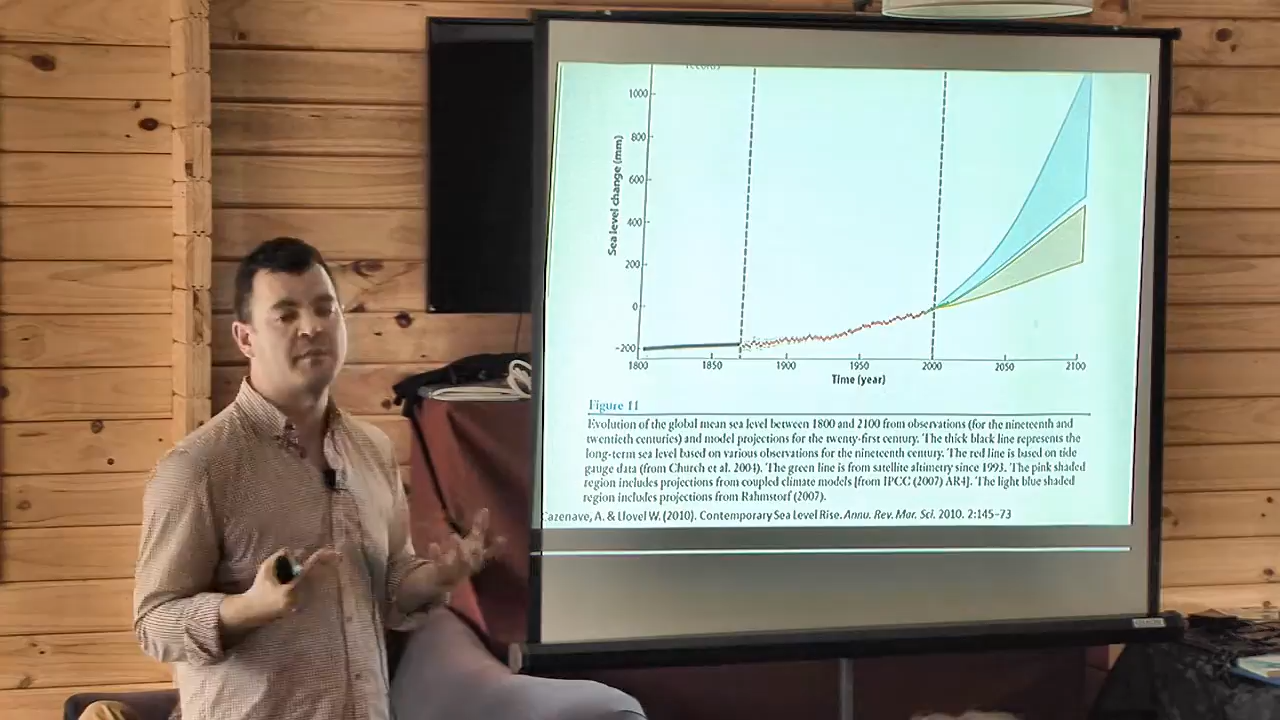 1000
800
600
400
200
0
−200
Sea level change (mm)
1800 1850 1900 1950 2000 2050 2100
Time (year)
Figure 11
Evolution of the global mean sea level between 1800 and 2100 from observations (for the nineteenth and
twentieth centuries) and model projections for the twenty-first century. The thick black line represents the
long-term sea level based on various observations for the nineteenth century. The red line is based on tide
gauge data (from Church et al. 2004). The green line is from satellite altimetry since 1993. The pink shaded
region includes projections from coupled climate models [from IPCC (2007) AR4]. The light blue shaded
region includes projections from Rahmstorf (2007).
Cazenave, A. & Llovel W. (2010). Contemporary Sea Level Rise. Annu. Rev. Mar. Sci. 2010. 2:145–73